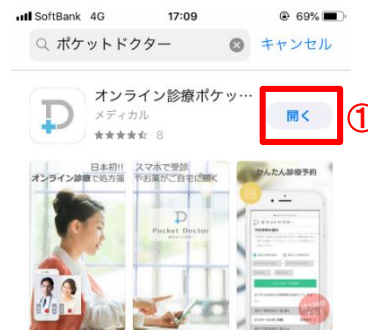 SoftBank 4G 17:09 69%
ポケットドクター キャンセル
オンライン診療ポケッ…
メディカル
8
開く
①
日本初!!
オンライン診療で処方箋
スマホで受診
やお薬がご自宅に届く
Pocket Doctor
かんたん診療予約